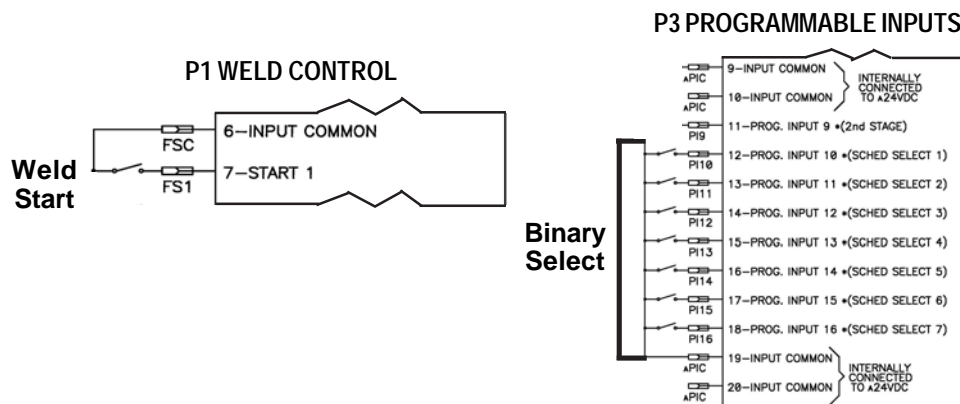 P1 WELD CONTROL
6-INPUT COMMON
FSC
7-START 1
FS1
Weld
Start
P3 PROGRAMMABLE INPUTS
9-INPUT COMMON
APIC
10-INPUT COMMON
APIC
INTERNALLY
CONNECTED
TO A24VDC
11-PROG. INPUT 9 *(2nd STAGE)
PI9
12-PROG. INPUT 10 *(SCHED SELECT 1)
PI10
13-PROG. INPUT 11 *(SCHED SELECT 2)
PI11
14-PROG. INPUT 12 *(SCHED SELECT 3)
PI12
15-PROG. INPUT 13 *(SCHED SELECT 4)
PI13
16-PROG. INPUT 14 *(SCHED SELECT 5)
PI14
17-PROG. INPUT 15 *(SCHED SELECT 6)
PI15
18-PROG. INPUT 16 *(SCHED SELECT 7)
PI16
Binary
Select
19-INPUT COMMON
APIC
20-INPUT COMMON
APIC
INTERNALLY
CONNECTED
TO A24VDC